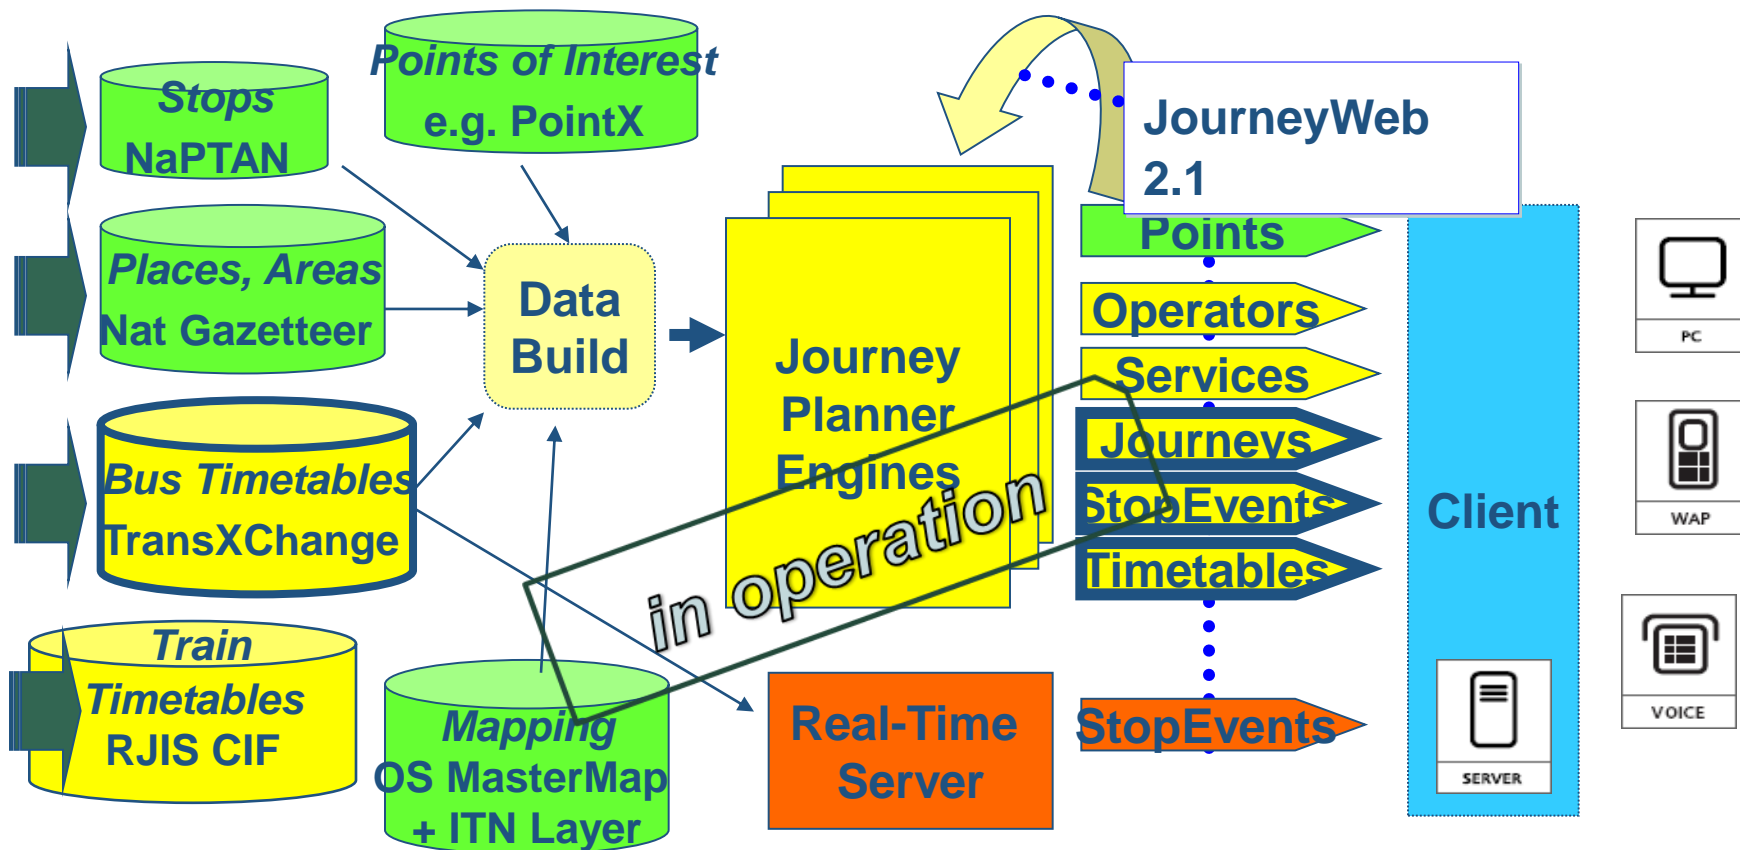 Stops
NaPTAN
Points of Interest
e.g. PointX
JourneyWeb
2.1
Places, Areas
Nat Gazetteer
Data
Build
Journey
Planner
Engines
Points
Operators
Services
Journeys
StopEvents
Timetables
Client
PC
WAP
VOICE
SERVER
Bus Timetables
TransXChange
in operation
Train
Timetables
RJIS CIF
Mapping
OS MasterMap
+ ITN Layer
Real-Time
Server
StopEvents